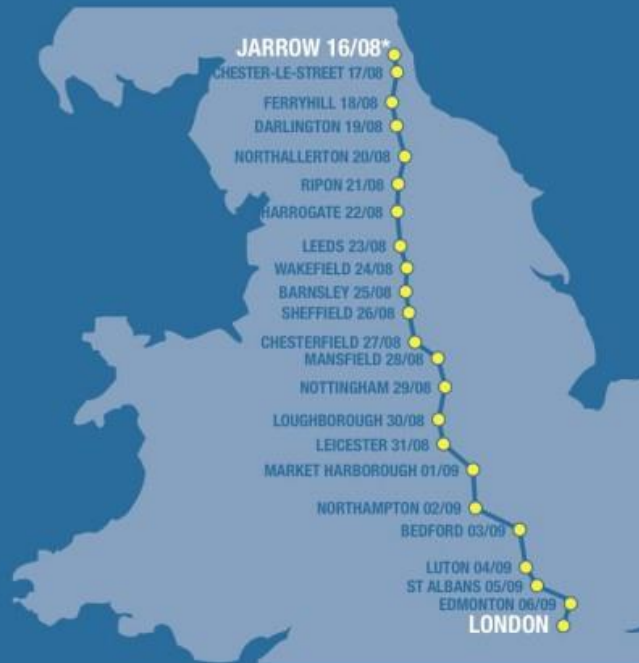 JARROW 16/08*
CHESTER-LE-STREET 17/08
FERRYHILL 18/08
DARLINGTON 19/08
NORTHALLERTON 20/08
RIPON 21/08
HARROGATE 22/08
LEEDS 23/08
WAKEFIELD 24/08
BARNSLEY 25/08
SHEFFIELD 26/08
CHESTERFIELD 27/08
MANSFIELD 28/08
NOTTINGHAM 29/08
LOUGHBOROUGH 30/08
LEICESTER 31/08
MARKET HARBOROUGH 01/09
NORTHAMPTON 02/09
BEDFORD 03/09
LUTON 04/09
ST ALBANS 05/09
EDMONTON 06/09
LONDON